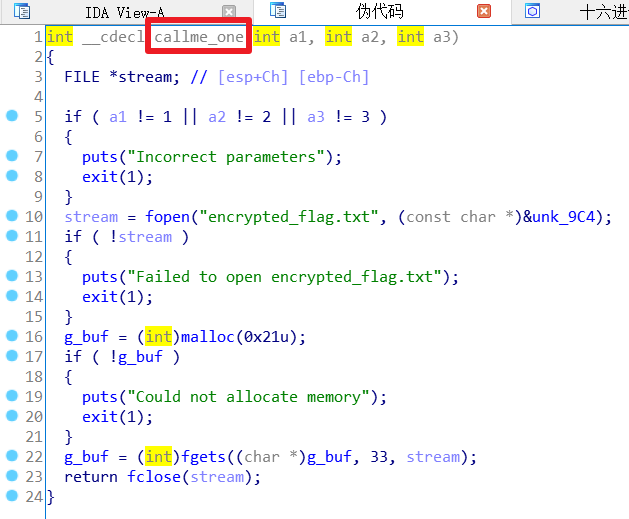 IDA View-A 伪代码 十六进
1 int __cdecl callme_one(int a1, int a2, int a3)
2 {
3 FILE *stream; // [esp+Ch] [ebp-Ch]
4
5 if ( a1 != 1 || a2 != 2 || a3 != 3 )
6 {
7 puts("Incorrect parameters");
8 exit(1);
9 }
10 stream = fopen("encrypted_flag.txt", (const char *)&unk_9C4);
11 if ( !stream )
12 {
13 puts("Failed to open encrypted_flag.txt");
14 exit(1);
15 }
16 g_buf = (int)malloc(0x21u);
17 if ( !g_buf )
18 {
19 puts("Could not allocate memory");
20 exit(1);
21 }
22 g_buf = (int)fgets((char *)g_buf, 33, stream);
23 return fclose(stream);
24 }